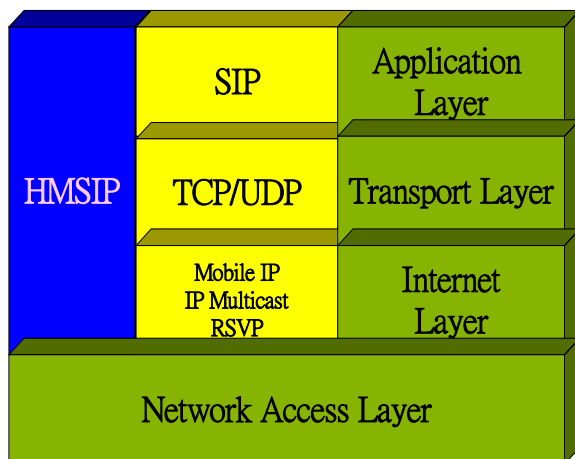 SIP
Application
Layer
HMSIP
TCP/UDP
Transport Layer
Mobile IP
IP Multicast
RSVP
Internet
Layer
Network Access Layer